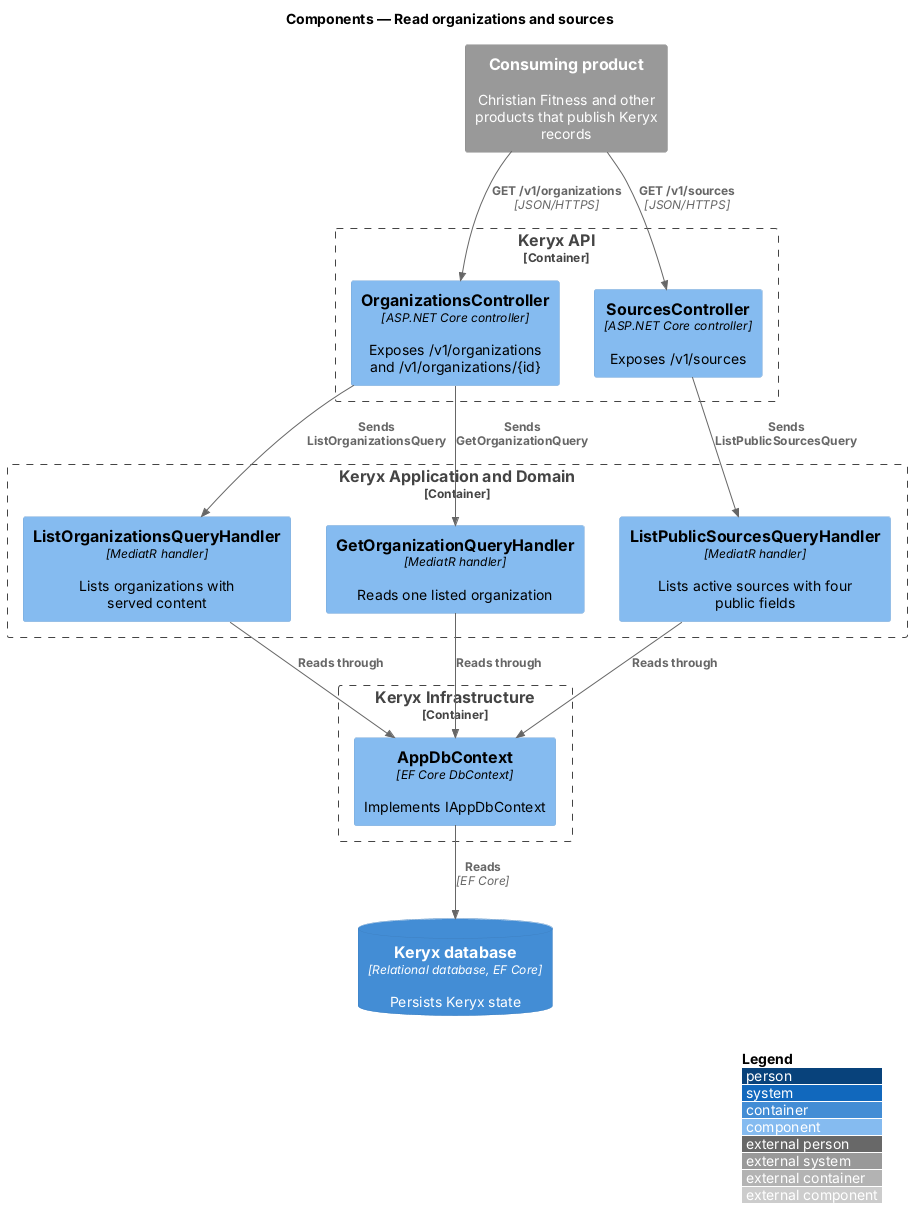 Components — Read organizations and sources
Consuming product
Christian Fitness and other
products that publish Keryx
records
GET /v1/organizations
[JSON/HTTPS]
GET /v1/sources
[JSON/HTTPS]
Keryx API
[Container]
OrganizationsController
[ASP.NET Core controller]
Exposes /v1/organizations
and /v1/organizations/{id}
SourcesController
[ASP.NET Core controller]
Exposes /v1/sources
Sends
ListOrganizationsQuery
Sends
GetOrganizationQuery
Sends
ListPublicSourcesQuery
Keryx Application and Domain
[Container]
ListOrganizationsQueryHandler
[MediatR handler]
Lists organizations with
served content
GetOrganizationQueryHandler
[MediatR handler]
Reads one listed organization
ListPublicSourcesQueryHandler
[MediatR handler]
Lists active sources with four
public fields
Reads through
Reads through
Reads through
Keryx Infrastructure
[Container]
AppDbContext
[EF Core DbContext]
Implements IAppDbContext
Reads
[EF Core]
Keryx database
[Relational database, EF Core]
Persists Keryx state
Legend
person
system
container
component
external person
external system
external container
external component